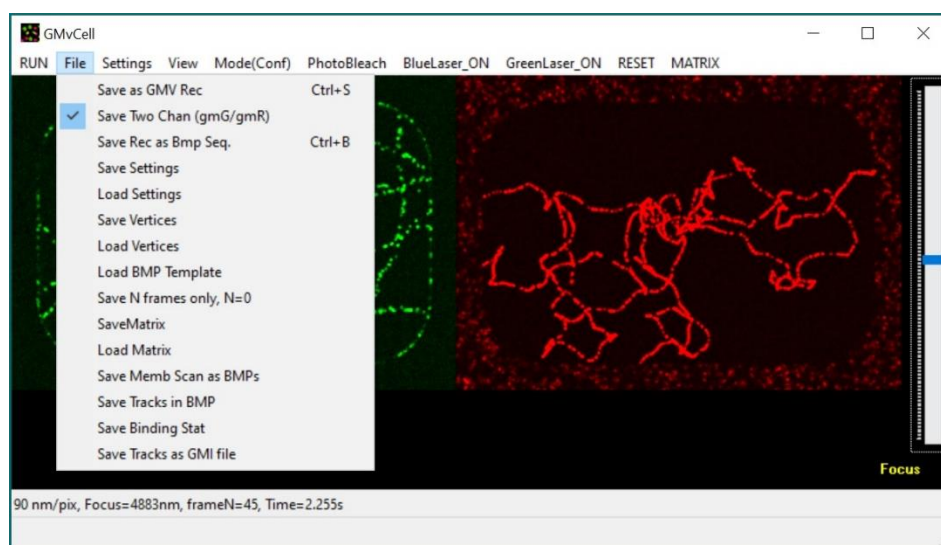 GMvCell
RUN File Settings View Mode(Conf) PhotoBleach BlueLaser_ON GreenLaser_ON RESET MATRIX
Save as GMV Rec Ctrl+S
Save Two Chan (gmG/gmR)
Save Rec as Bmp Seq. Ctrl+B
Save Settings
Load Settings
Save Vertices
Load Vertices
Load BMP Template
Save N frames only, N=0
SaveMatrix
Load Matrix
Save Memb Scan as BMPs
Save Tracks in BMP
Save Binding Stat
Save Tracks as GMI file
Focus
90 nm/pix, Focus=4883nm, frameN=45, Time=2.255s